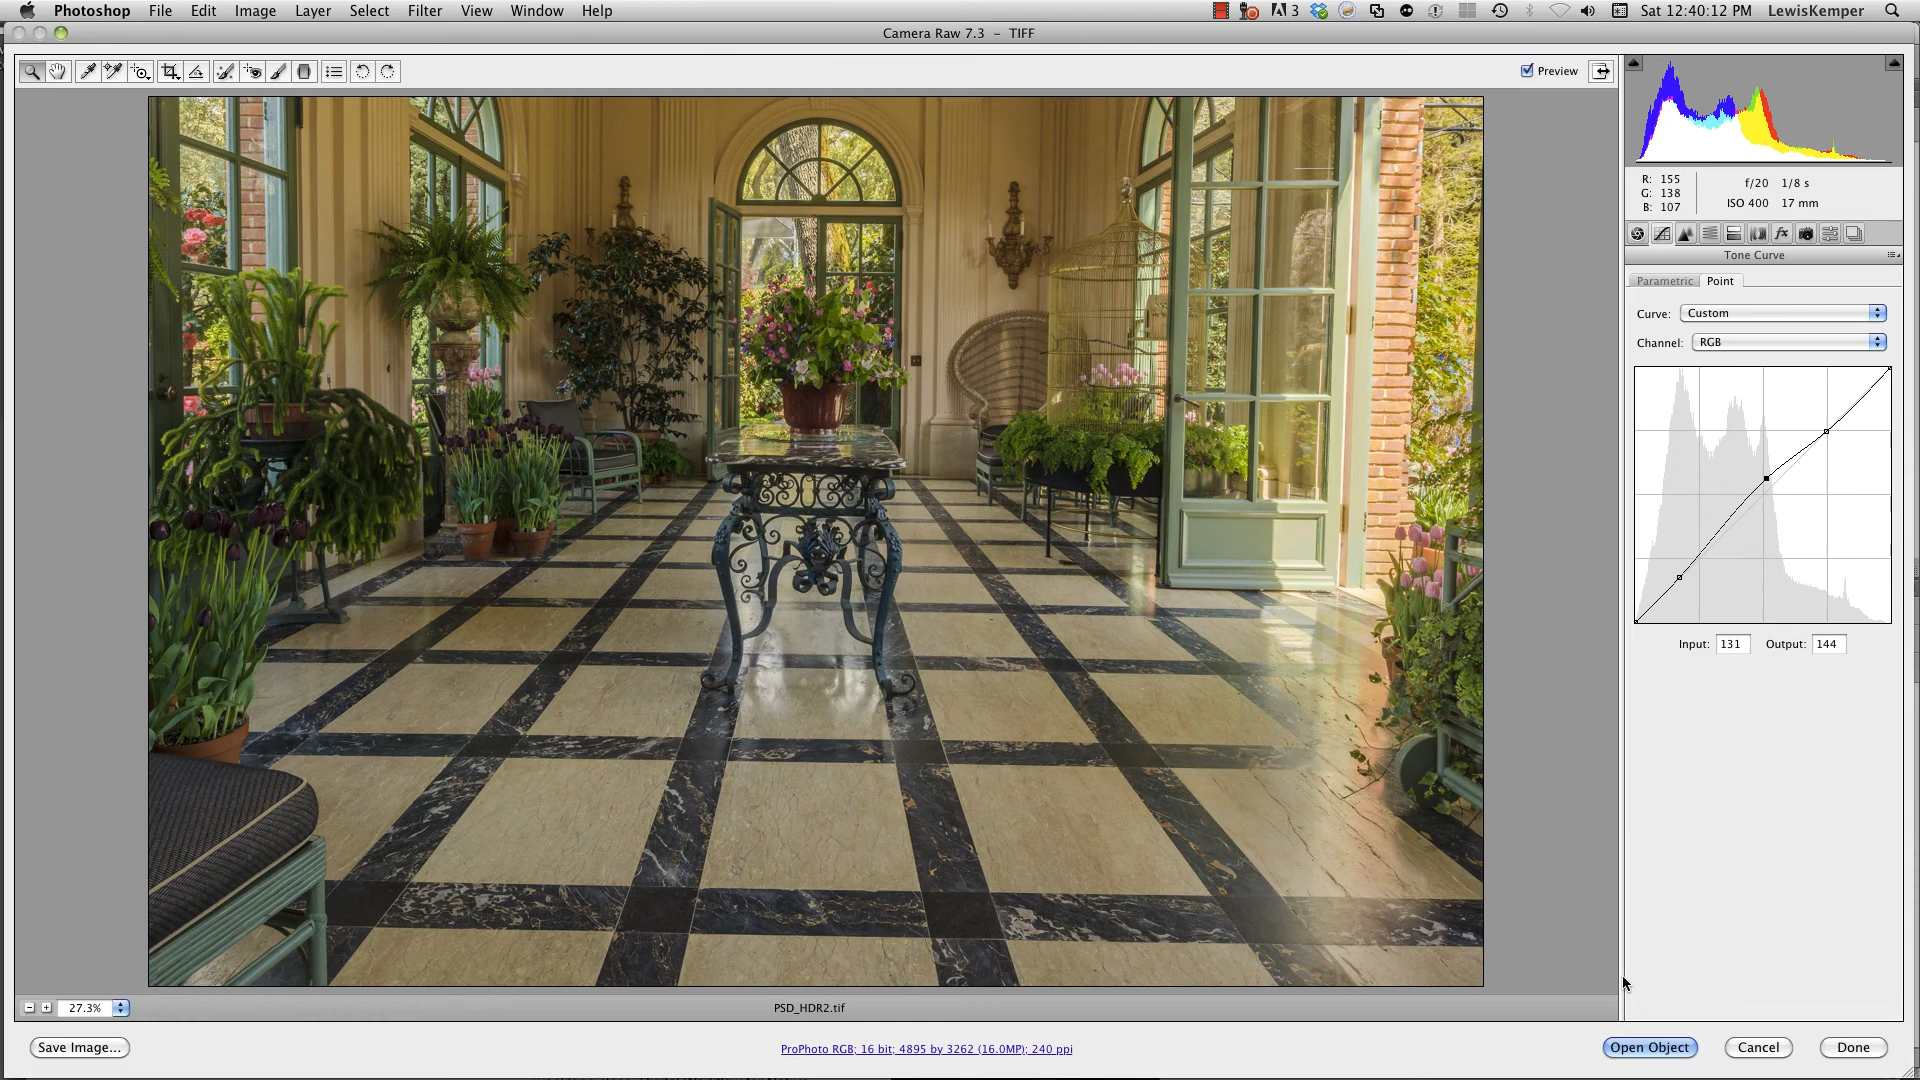 Photoshop File Edit Image Layer Select Filter View Window Help 3 Sat 12:40:12 PM LewisKemper
Camera Raw 7.3 – TIFF
Preview
R: 155
G: 138
B: 107
f/20 1/8 s
ISO 400 17 mm
fx
Tone Curve
Parametric Point
Curve: Custom
Channel: RGB
Input: 131 Output: 144
27.3%
PSD_HDR2.tif
Save Image...
ProPhoto RGB; 16 bit; 4895 by 3262 (16.0MP); 240 ppi
Open Object Cancel Done